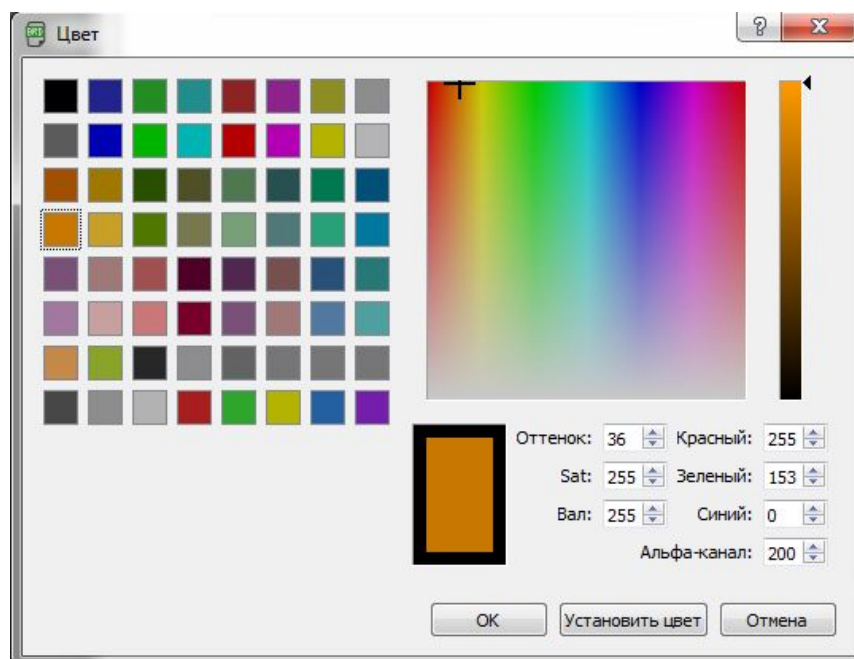 Цвет
Оттенок: 36 Красный: 255
Sat: 255 Зеленый: 153
Вал: 255 Синий: 0
Альфа-канал: 200
OK Установить цвет Отмена